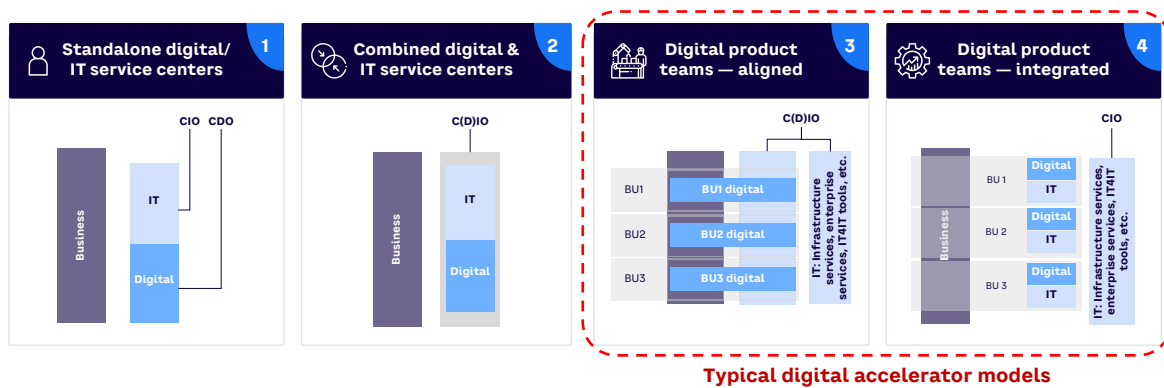 Standalone digital/
IT service centers
1
CIO
CDO
Business
IT
Digital
Combined digital &
IT service centers
2
C(D)IO
Business
IT
Digital
Digital product
teams — aligned
3
C(D)IO
BU1
BU1 digital
BU2
BU2 digital
BU3
BU3 digital
IT: Infrastructure
services, enterprise
services, IT4IT tools, etc.
Digital product
teams — integrated
4
CIO
Business
BU 1
Digital
IT
BU 2
Digital
IT
BU 3
Digital
IT
IT: Infrastructure services,
enterprise services, IT4IT
tools, etc.
Typical digital accelerator models